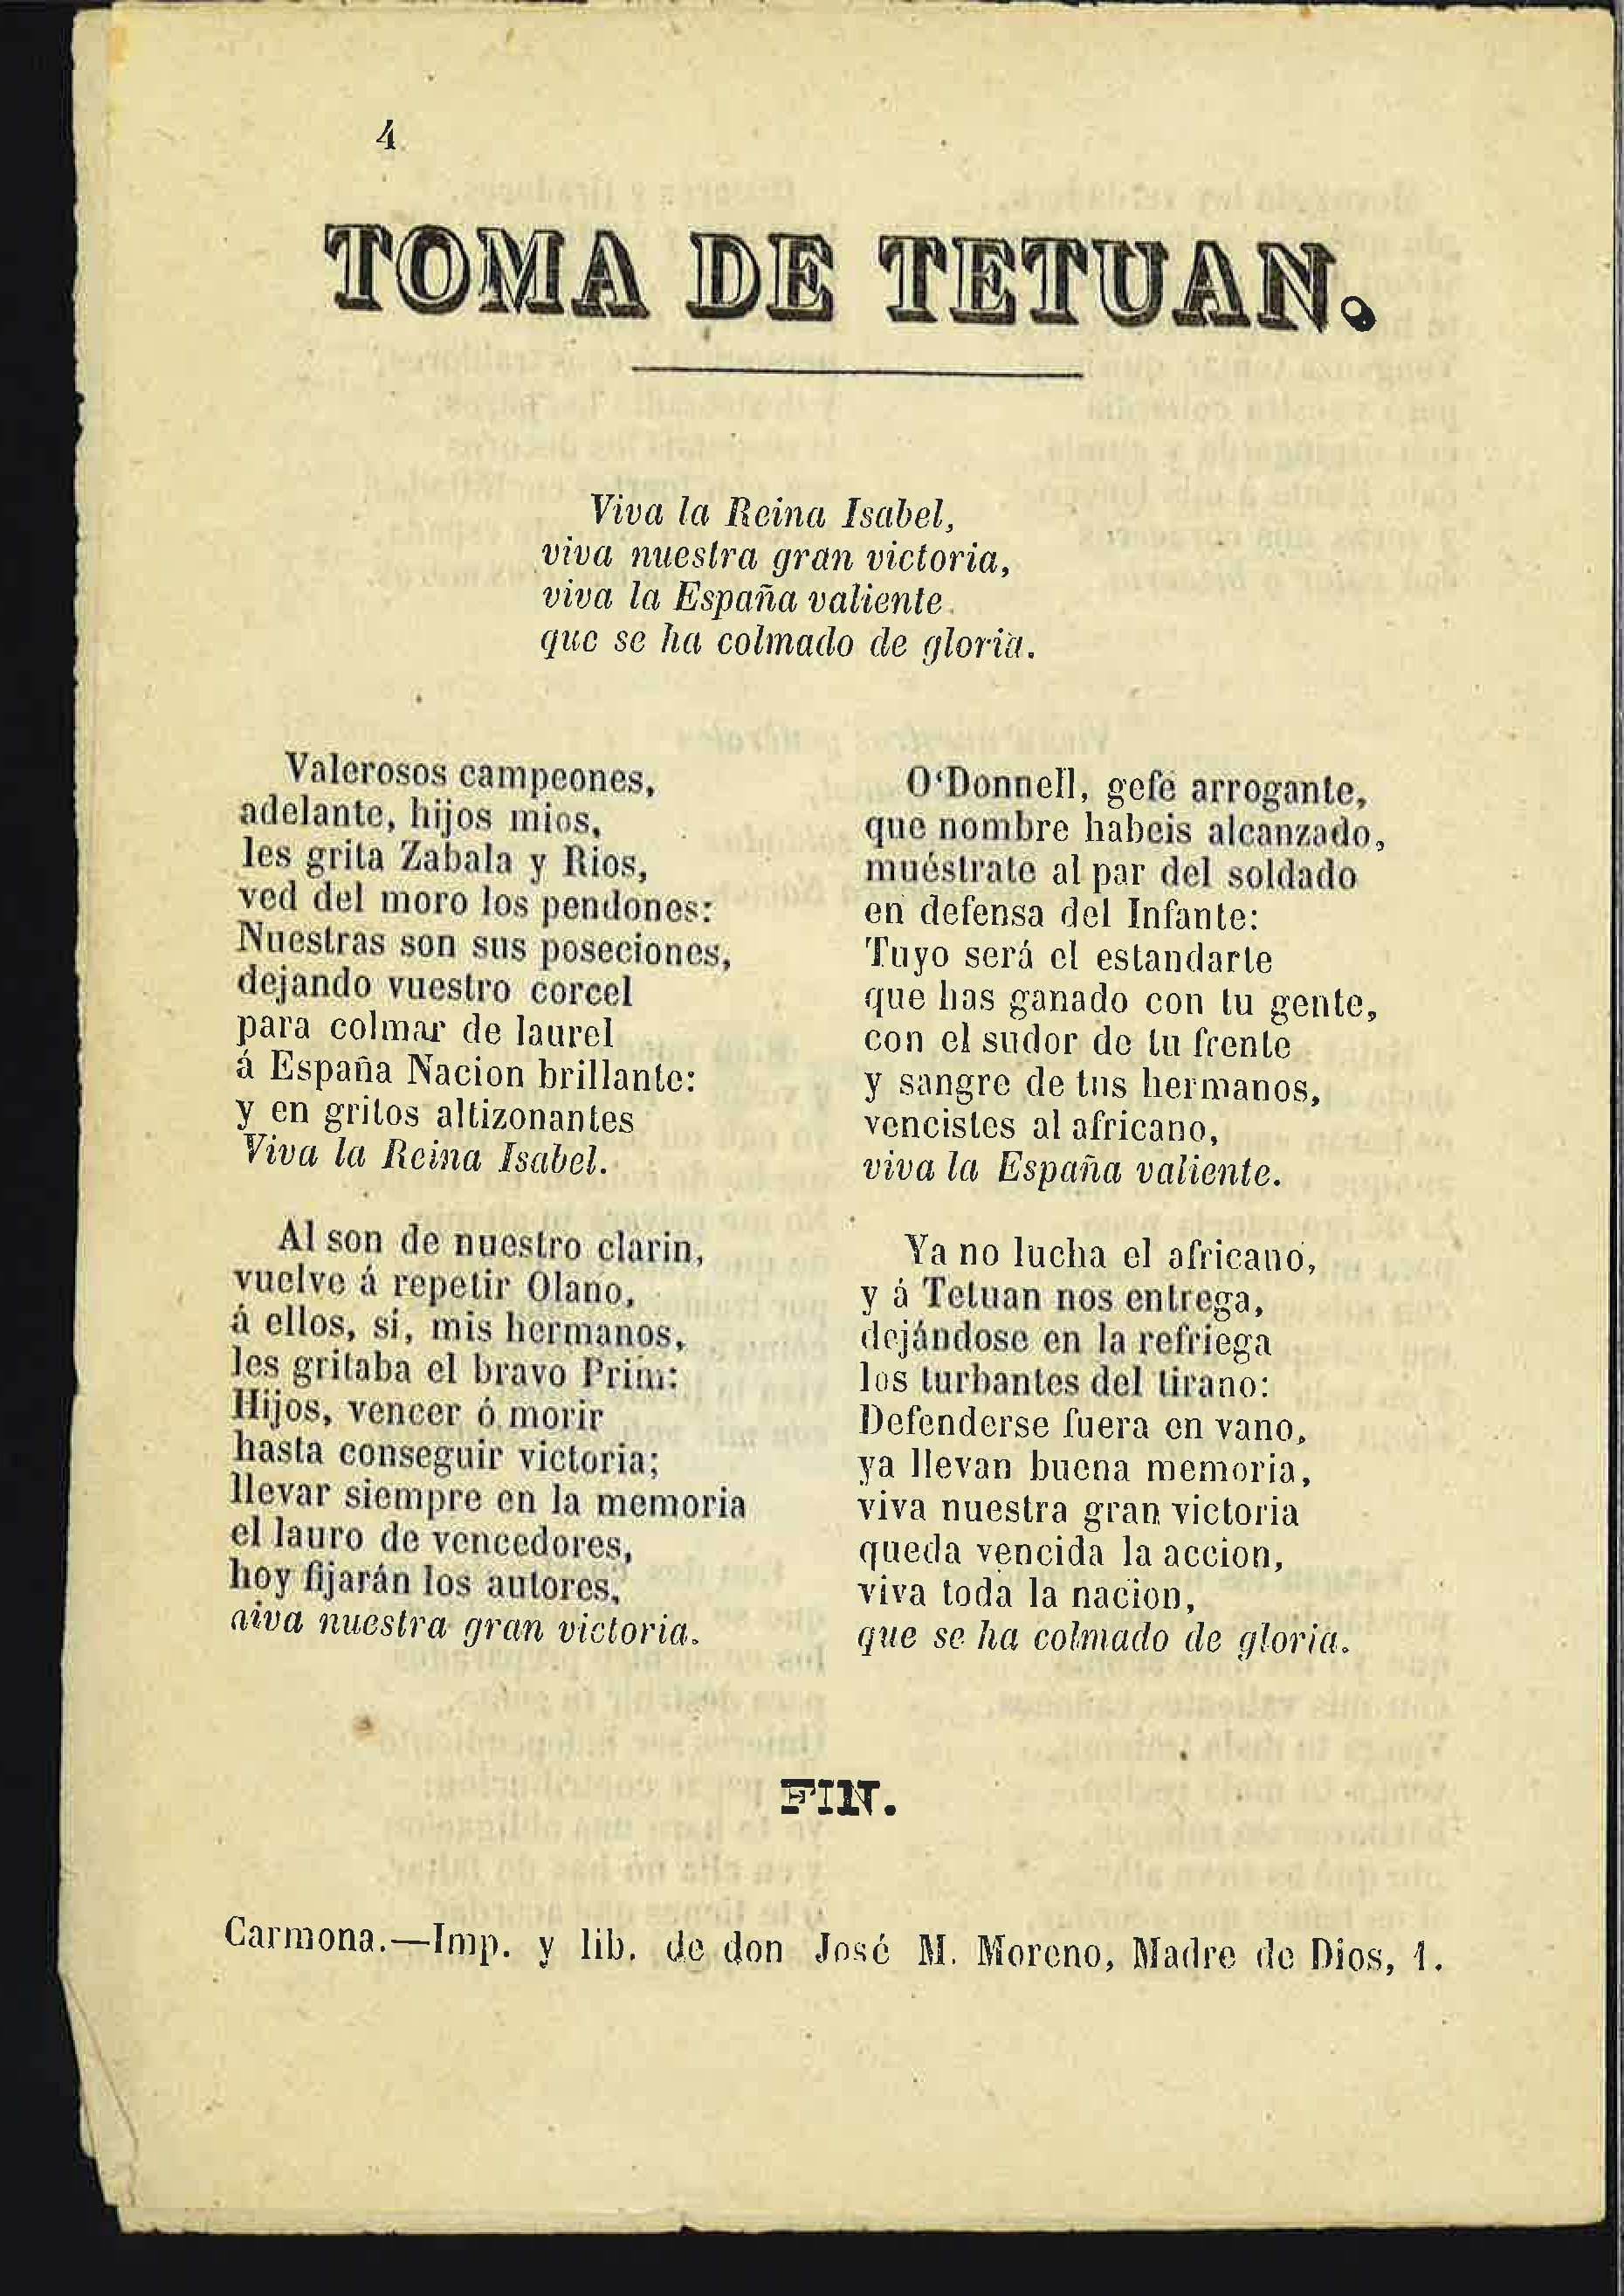 4
TOMA DE TETUAN.
Viva la Reina Isabel,
viva nuestra gran victoria,
viva la España valiente
que se ha colmado de gloria.
Valerosos campeones,
adelante, hijos mios,
les grita Zabala y Rios,
ved del moro los pendones:
Nuestras son sus poseciones,
dejando vuestro corcel
para colmar de laurel
á España Nacion brillante:
y en gritos altizonantes
Viva la Reina Isabel.
Al son de nuestro clarin,
vuelve á repetir Olano,
á ellos, si, mis hermanos,
les gritaba el bravo Prim:
Hijos, vencer ó morir
hasta conseguir victoria;
llevar siempre en la memoria
el lauro de vencedores,
hoy fijarán los autores,
aiva nuestra gran victoria.
O‘Donnell, gefe arrogante,
que nombre habeis alcanzado,
muéstrate al par del soldado
en defensa del Infante:
Tuyo será el estandarte
que has ganado con tu gente,
con el sudor de tu frente
y sangre de tus hermanos,
vencistes al africano,
viva la España valiente.
Ya no lucha el africano,
y á Tetuan nos entrega,
dejándose en la refriega
los turbantes del tirano:
Defenderse fuera en vano,
ya llevan buena memoria,
viva nuestra gran victoria
queda vencida la accion,
viva toda la nacion,
que se ha colmado de gloria.
FIN.
Carmona.—Imp. y lib. de don José M. Moreno, Madre de Dios, 1.